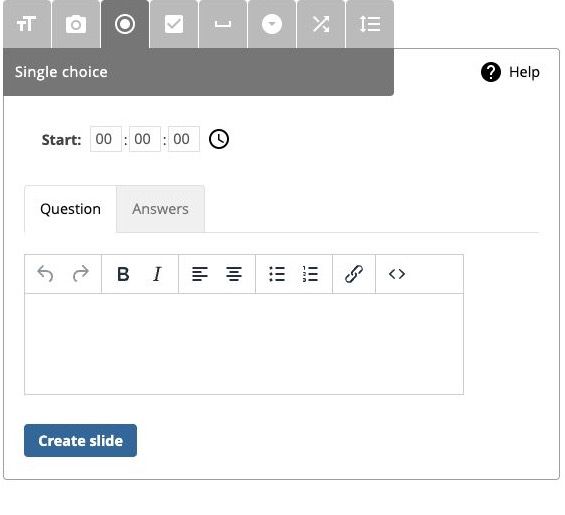 Single choice
Help
Start: 00 : 00 : 00
Question Answers
B I
Create slide